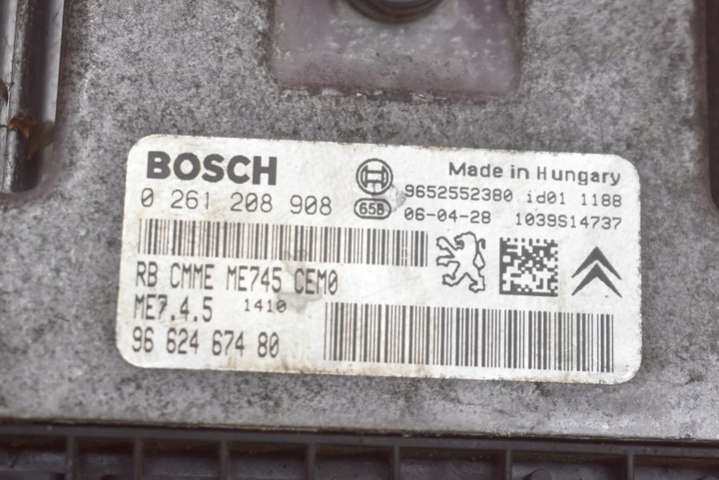 BOSCH
Made in Hungary
0 261 208 908
9652552380 id01 1188
658
06-04-28 1039S14737
RB CMME ME745 CEM0
ME7.4.5 1410
96 624 674 80